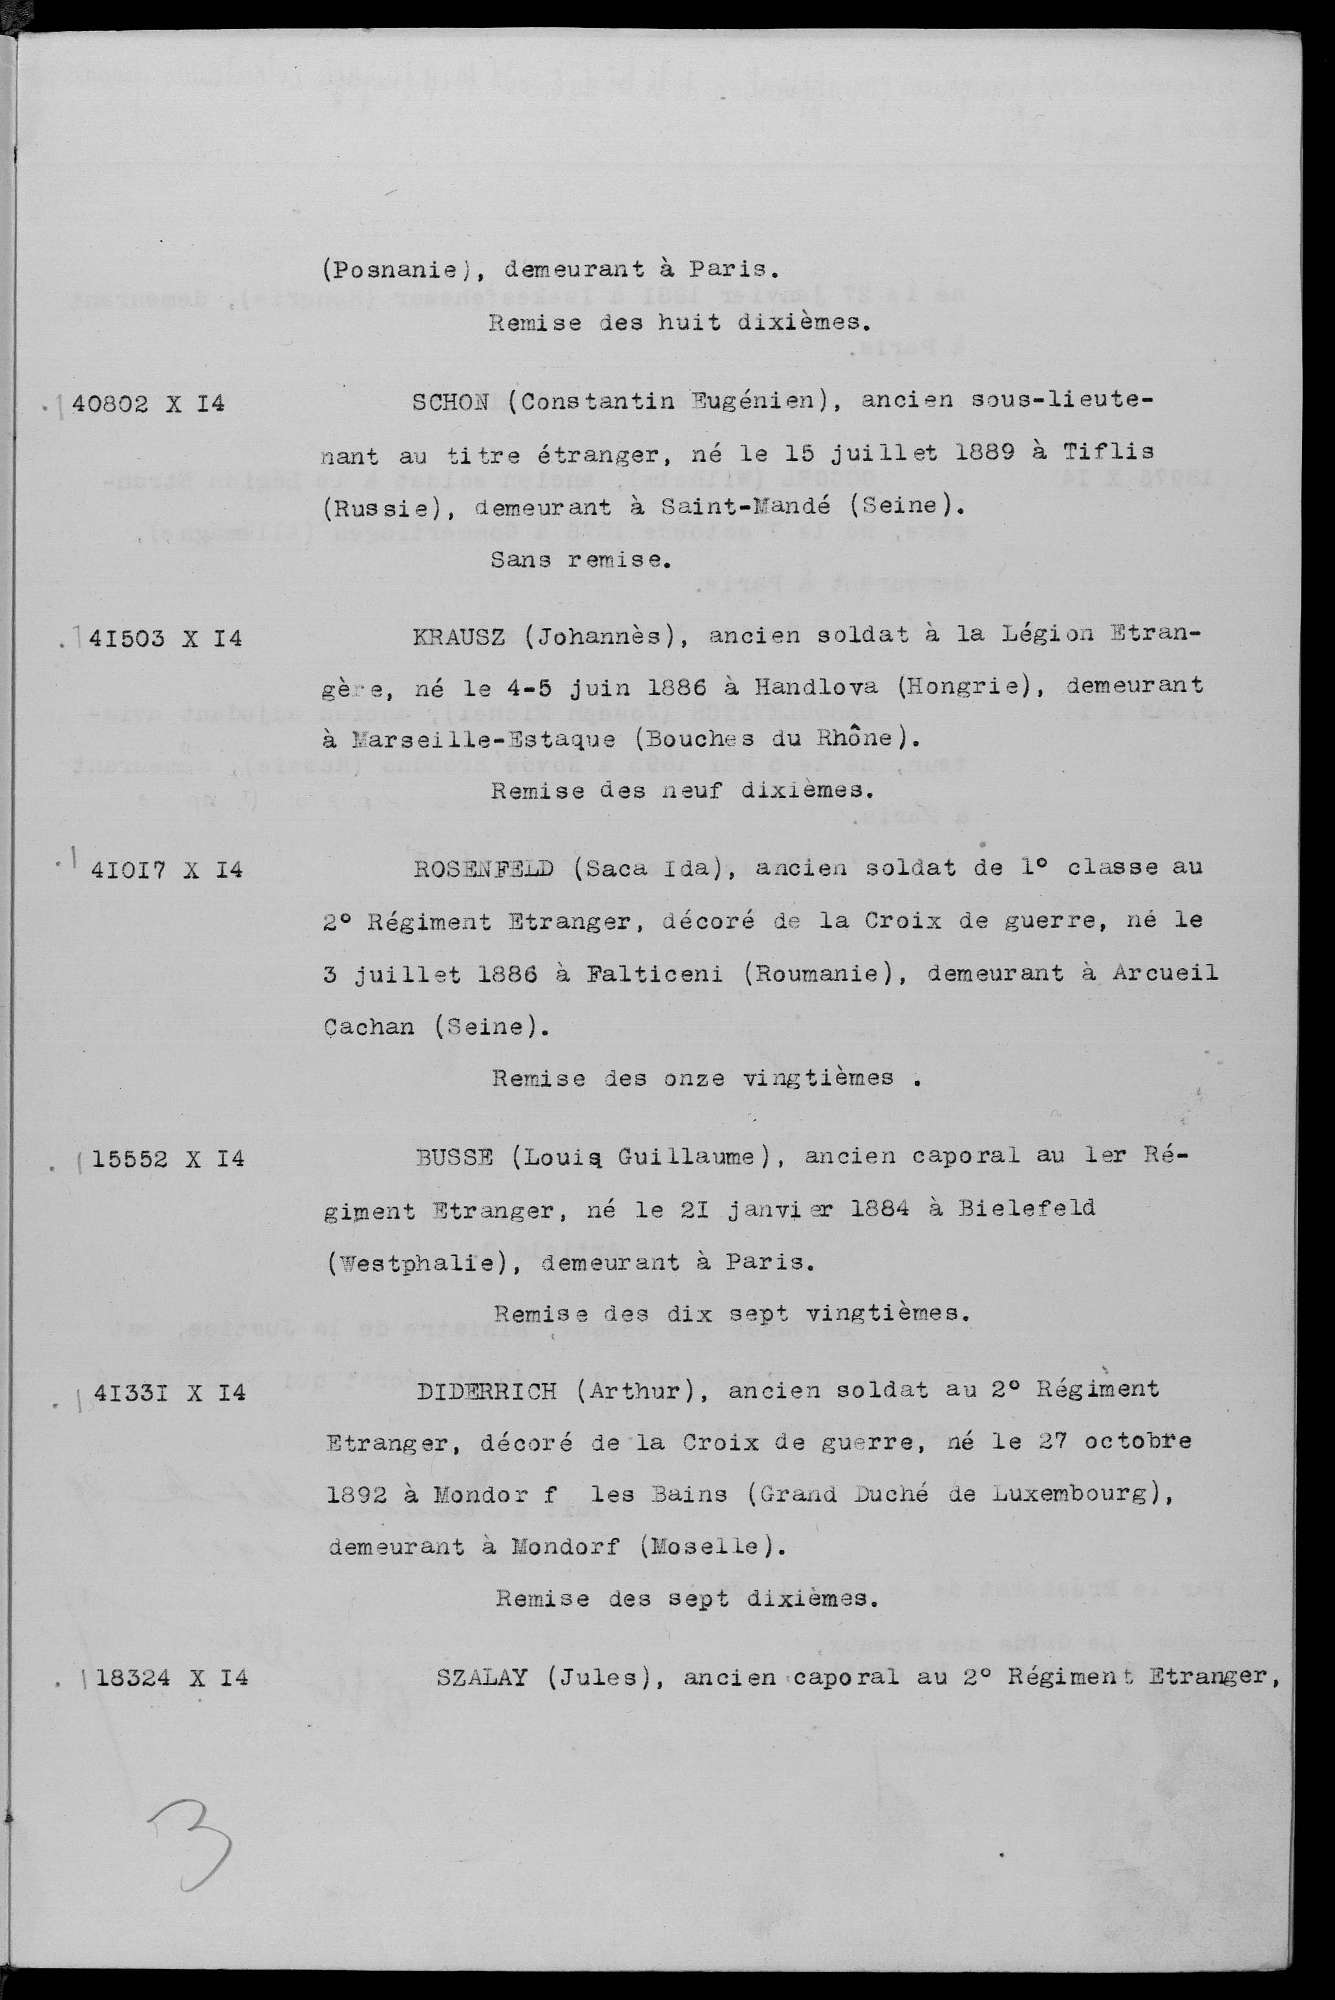 (Posnanie), demeurant à Paris.
Remise des huit dixièmes.
40802 X I4 SCHON (Constantin Eugénien), ancien sous-lieute-
nant au titre étranger, né le 15 juillet 1889 à Tiflis
(Russie), demeurant à Saint-Mandé (Seine).
Sans remise.
4I503 X I4 KRAUSZ (Johannès), ancien soldat à la Légion Etran-
gère, né le 4-5 juin 1886 à Handlova (Hongrie), demeurant
à Marseille-Estaque (Bouches du Rhône).
Remise des neuf dixièmes.
4IOI7 X I4 ROSENFELD (Saca Ida), ancien soldat de 1° classe au
2° Régiment Etranger, décoré de la Croix de guerre, né le
3 juillet 1886 à Falticeni (Roumanie), demeurant à Arcueil
Cachan (Seine).
Remise des onze vingtièmes .
15552 X I4 BUSSE (Louis Guillaume), ancien caporal au 1er Ré-
giment Etranger, né le 2I janvier 1884 à Bielefeld
(Westphalie), demeurant à Paris.
Remise des dix sept vingtièmes.
4I33I X I4 DIDERRICH (Arthur), ancien soldat au 2° Régiment
Etranger, décoré de la Croix de guerre, né le 27 octobre
1892 à Mondor f les Bains (Grand Duché de Luxembourg),
demeurant à Mondorf (Moselle).
Remise des sept dixièmes.
18324 X I4 SZALAY (Jules), ancien caporal au 2° Régiment Etranger,
3